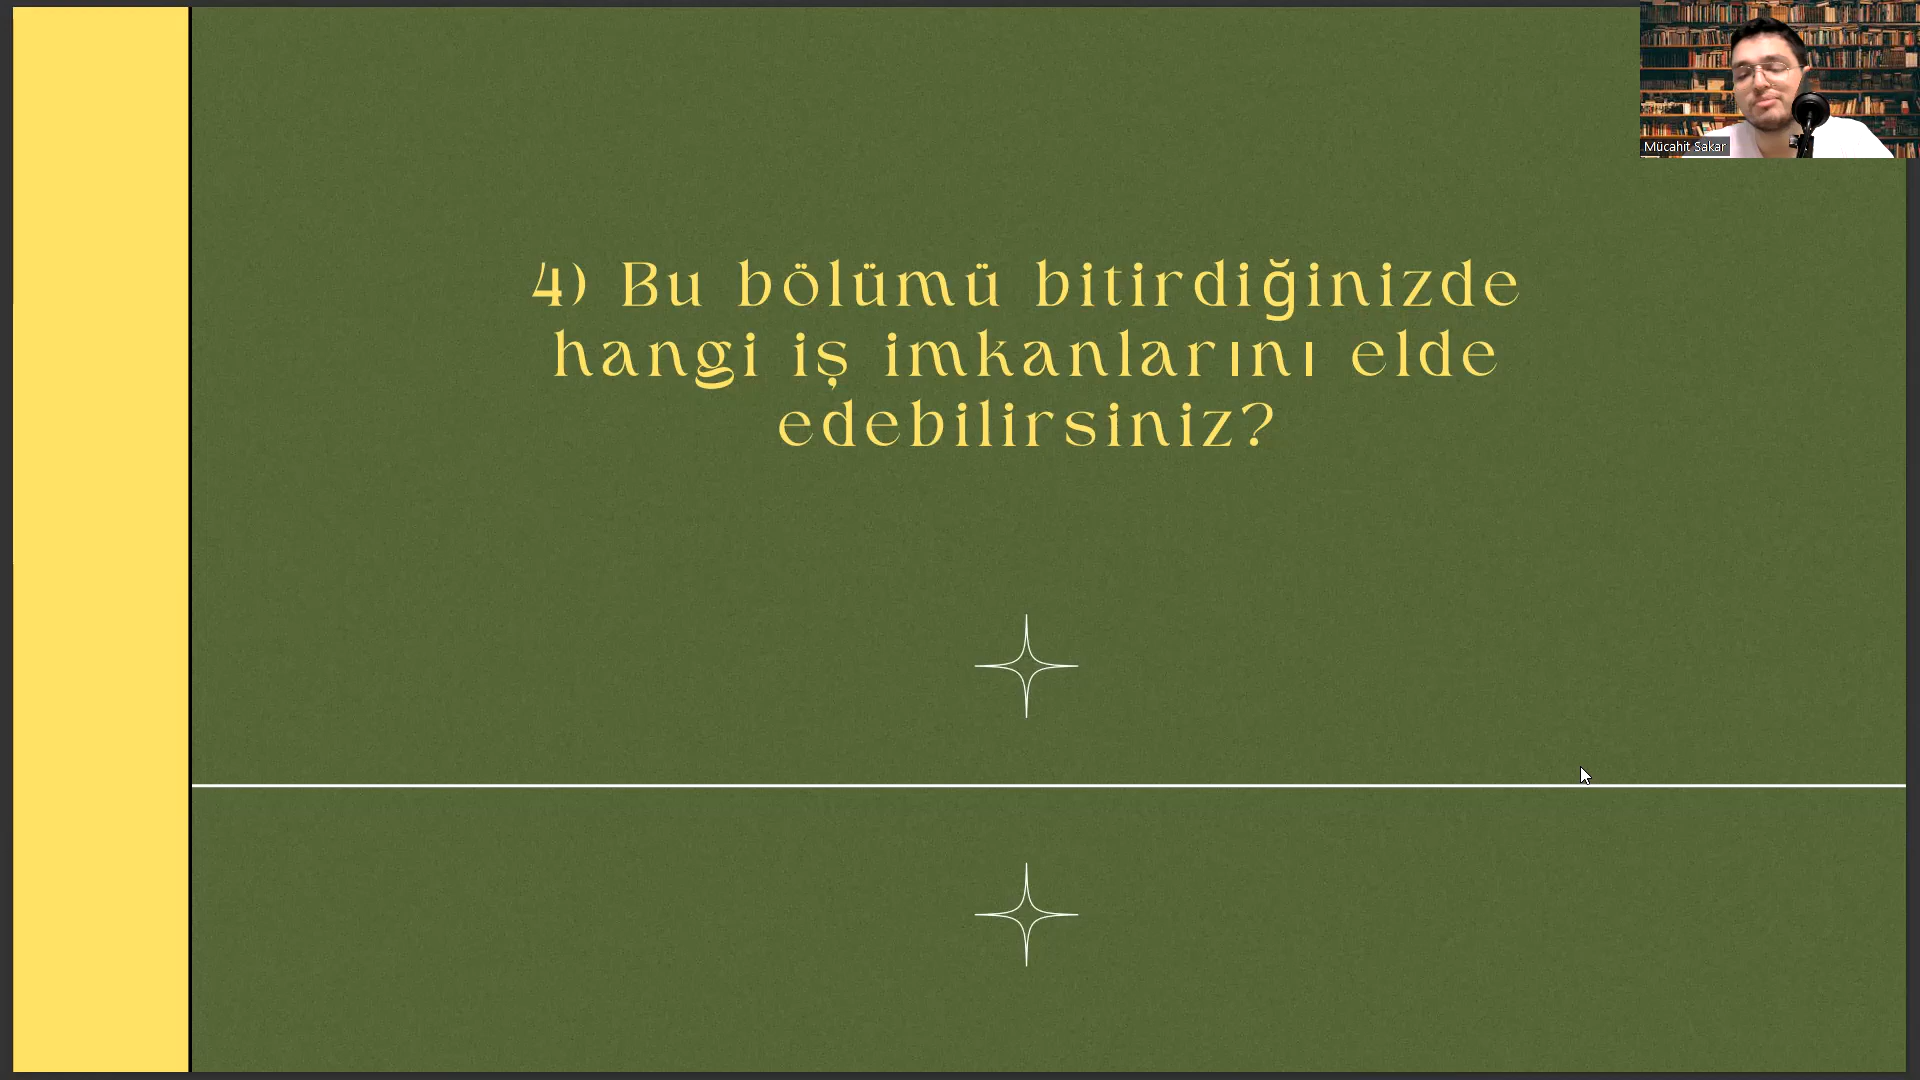 Mücahit Sakar
4) Bu bölümü bitirdiğinizde
hangi iş imkanlarını elde
edebilirsiniz?